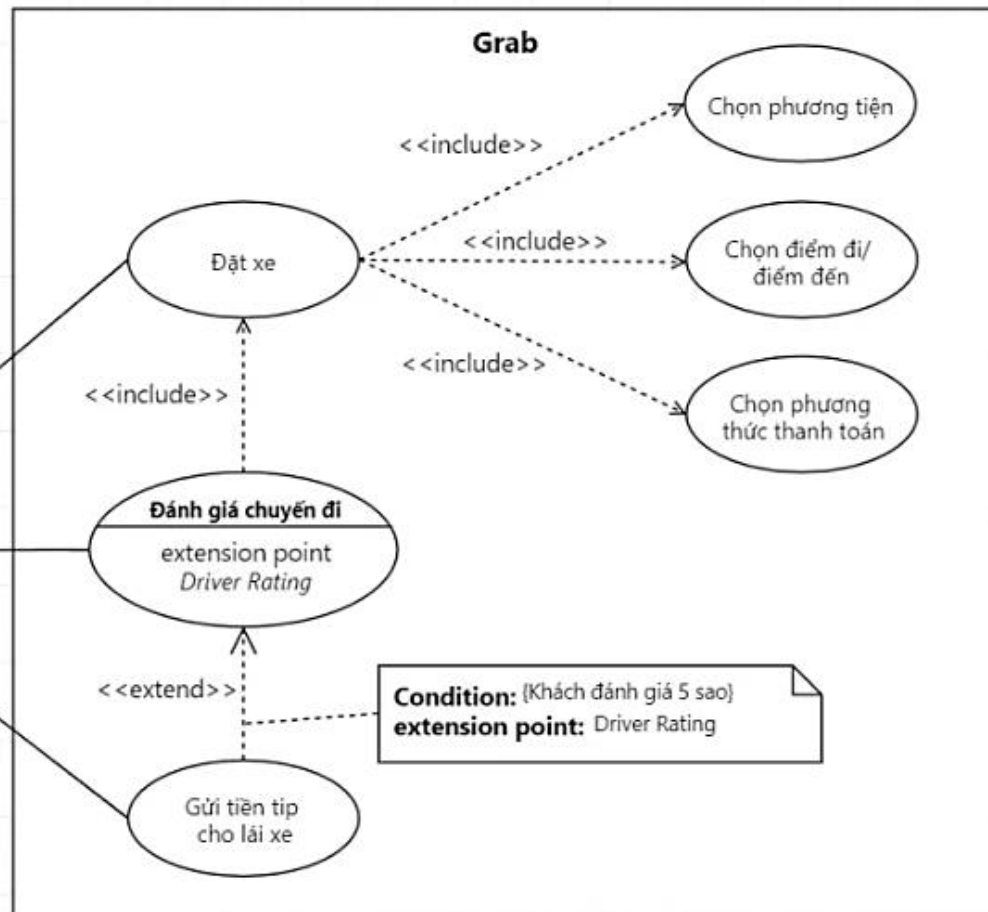 Grab
Chọn phương tiện
<<include>>
<<include>>
Đặt xe
Chọn điểm đi/
điểm đến
<<include>>
<<include>>
Chọn phương
thức thanh toán
Đánh giá chuyến đi
extension point
Driver Rating
<<extend>>
Condition: {Khách đánh giá 5 sao}
extension point: Driver Rating
Gửi tiền tip
cho lái xe